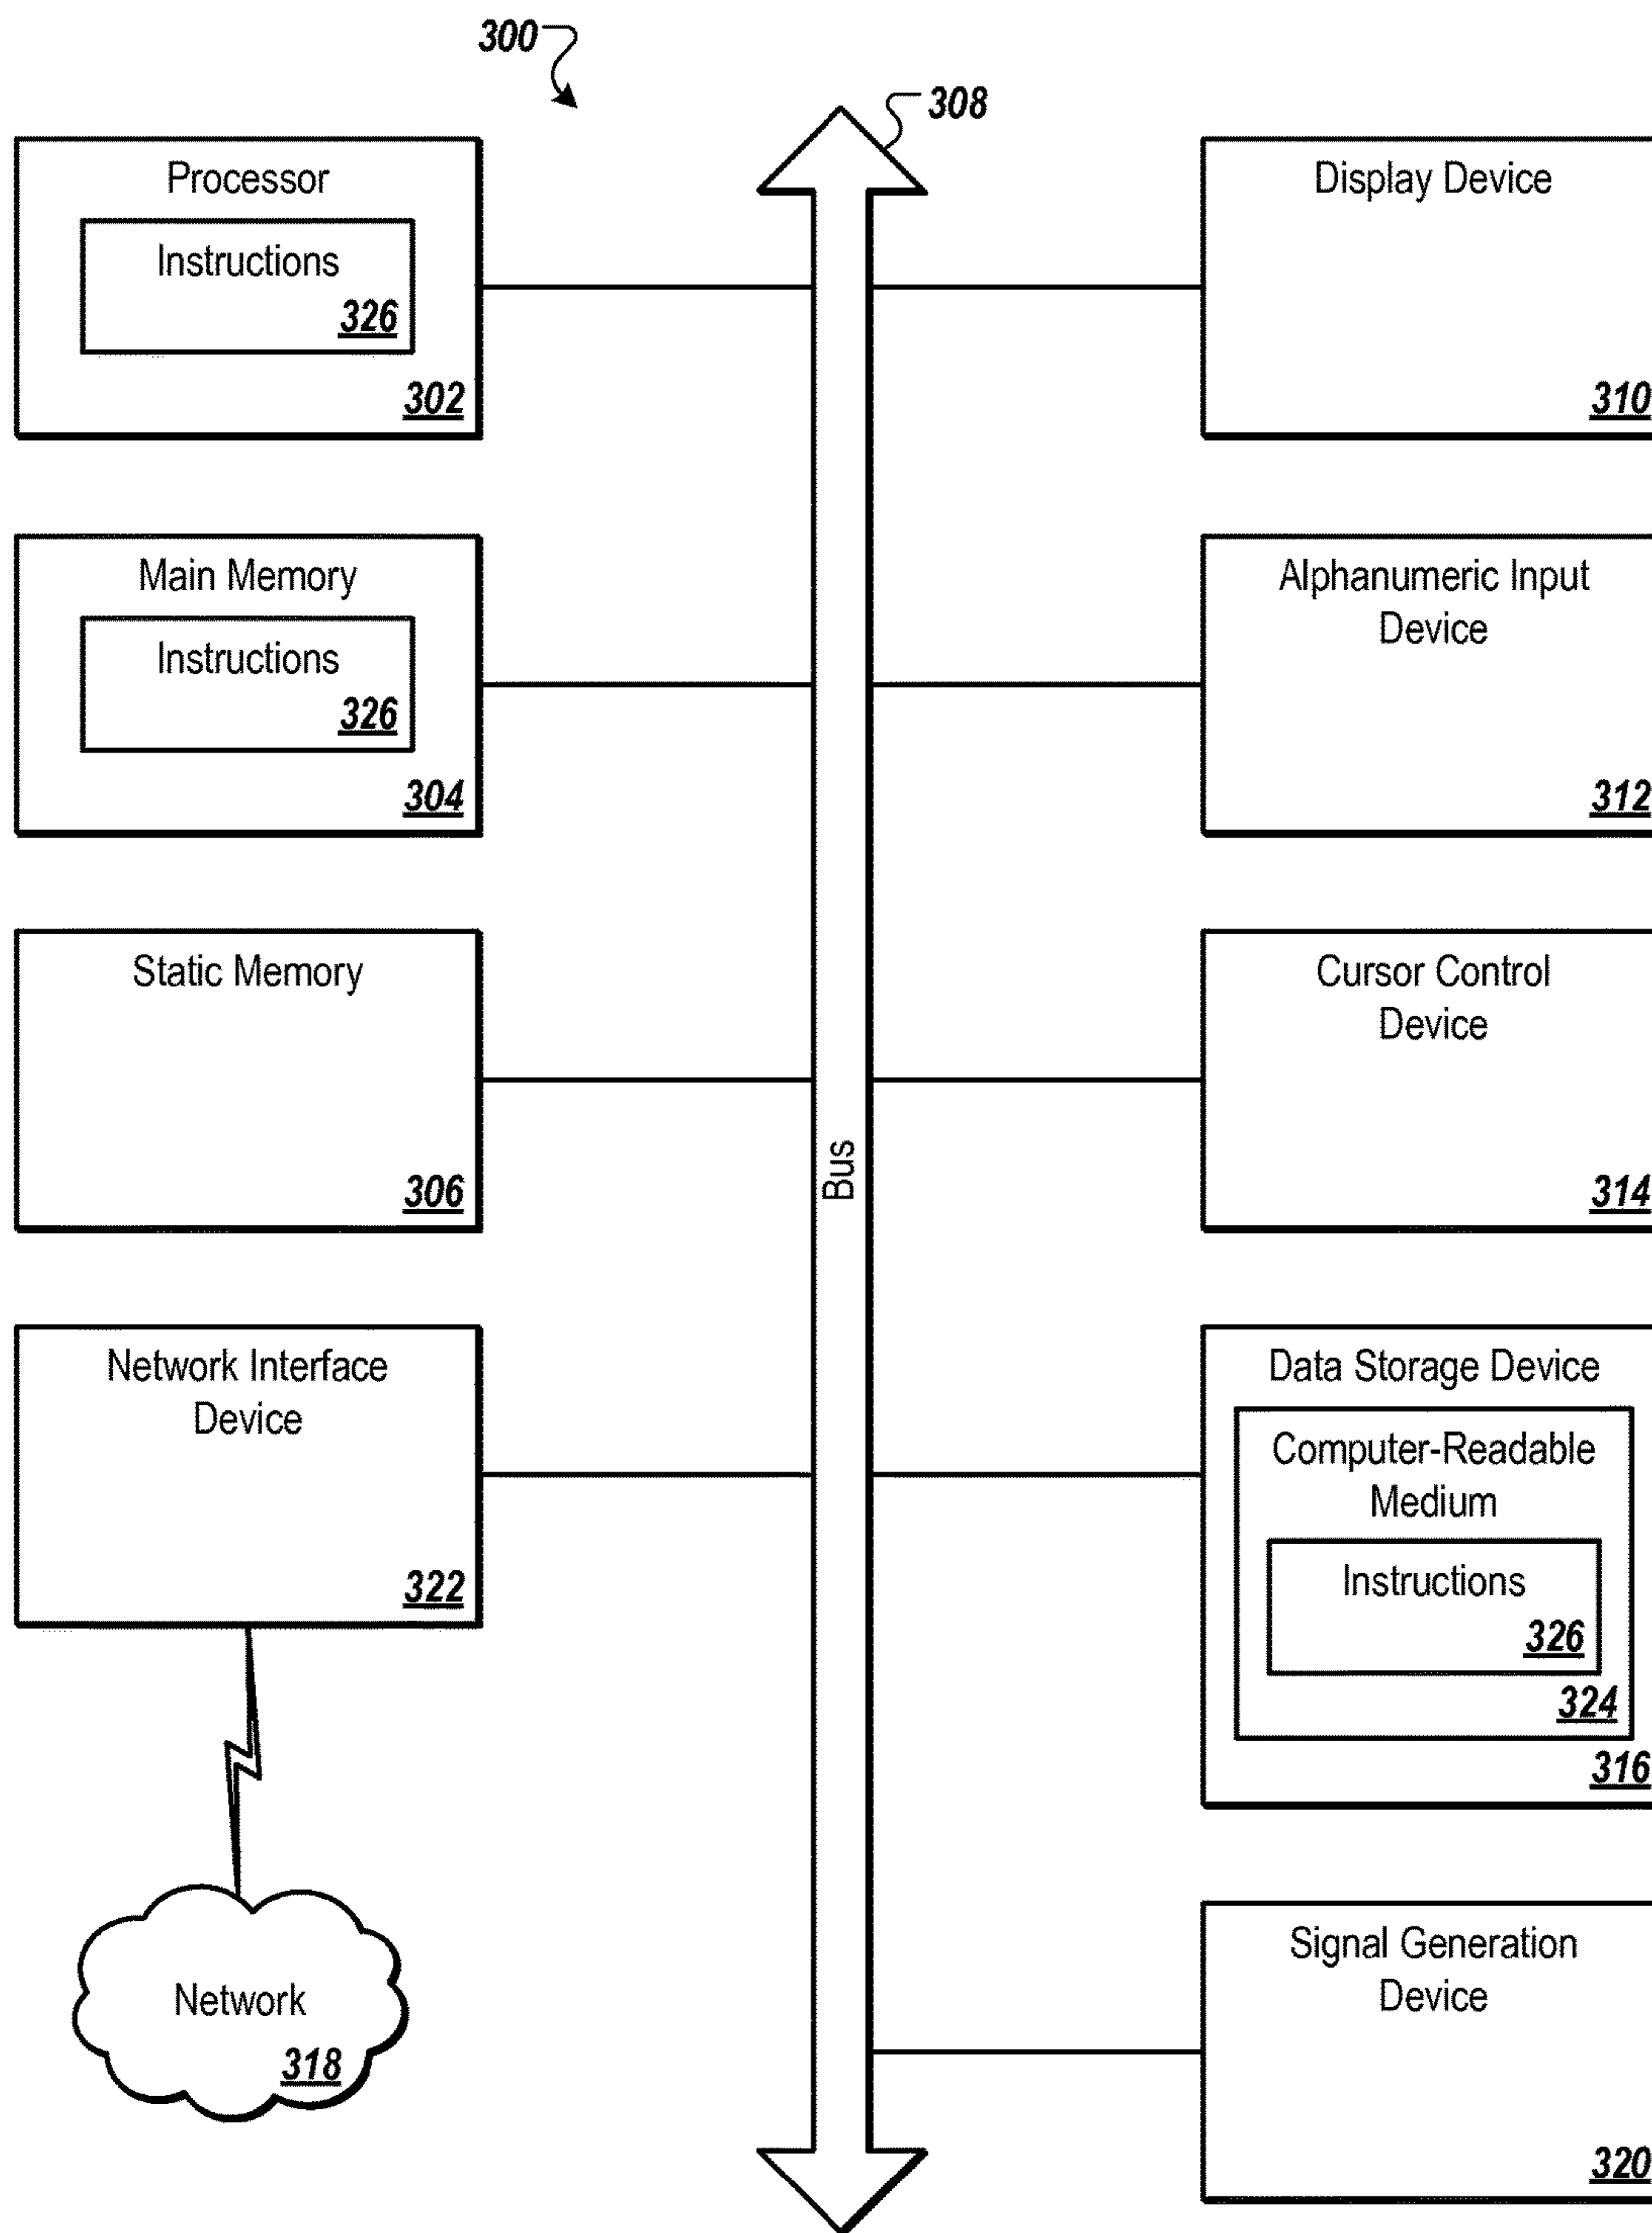 300
308
Processor
Instructions
326
302
Display Device
310
Main Memory
Instructions
326
304
Alphanumeric Input
Device
312
Static Memory
306
Cursor Control
Device
314
Bus
Network Interface
Device
322
Data Storage Device
Computer-Readable
Medium
Instructions
326
324
316
Network
318
Signal Generation
Device
320